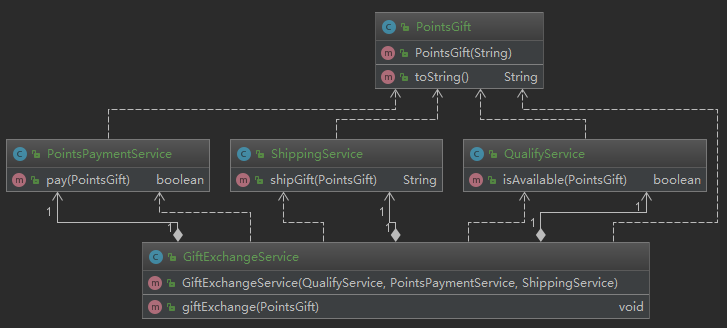 PointsGift
PointsGift(String)
toString() String
PointsPaymentService
pay(PointsGift) boolean
ShippingService
shipGift(PointsGift) String
QualifyService
isAvailable(PointsGift) boolean
1 1 1
1 1 1
GiftExchangeService
GiftExchangeService(QualifyService, PointsPaymentService, ShippingService)
giftExchange(PointsGift) void